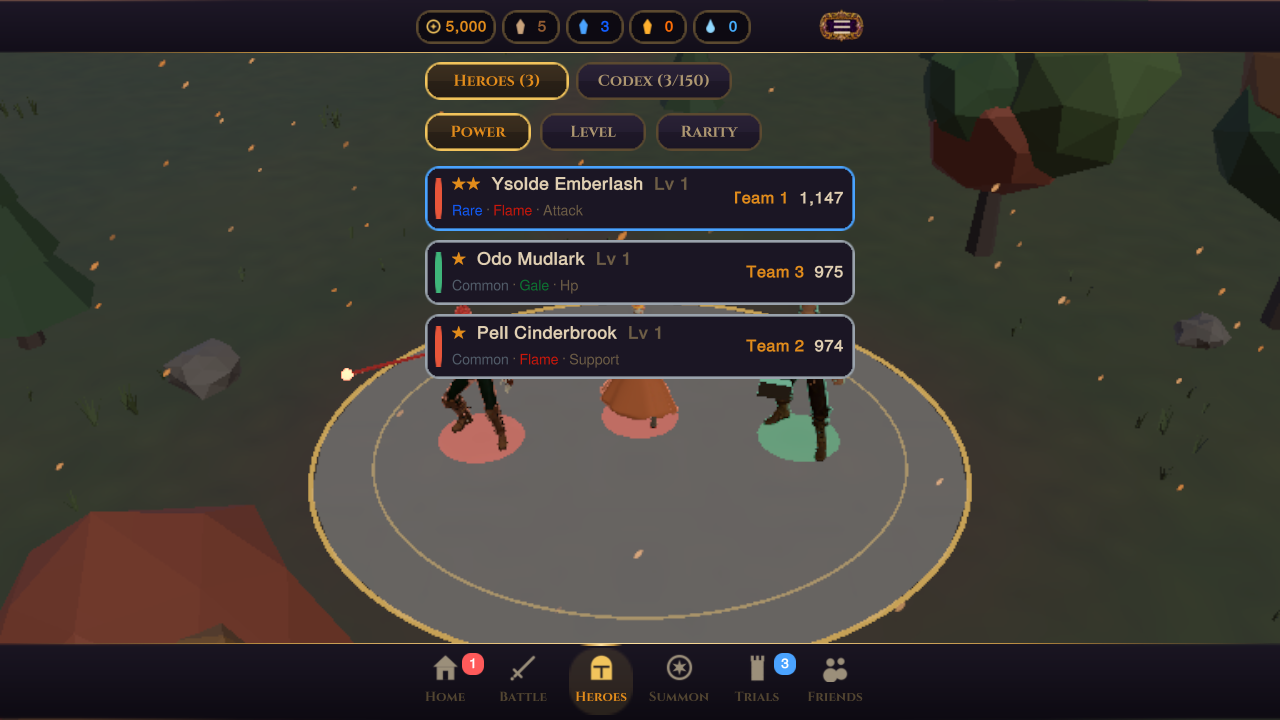 5,000 5 3 0 0
HEROES (3) CODEX (3/150)
POWER LEVEL RARITY
★★ Ysolde Emberlash Lv 1
Rare · Flame · Attack
Team 1 1,147
★ Odo Mudlark Lv 1
Common · Gale · Hp
Team 3 975
★ Pell Cinderbrook Lv 1
Common · Flame · Support
Team 2 974
1 3
HOME BATTLE HEROES SUMMON TRIALS FRIENDS